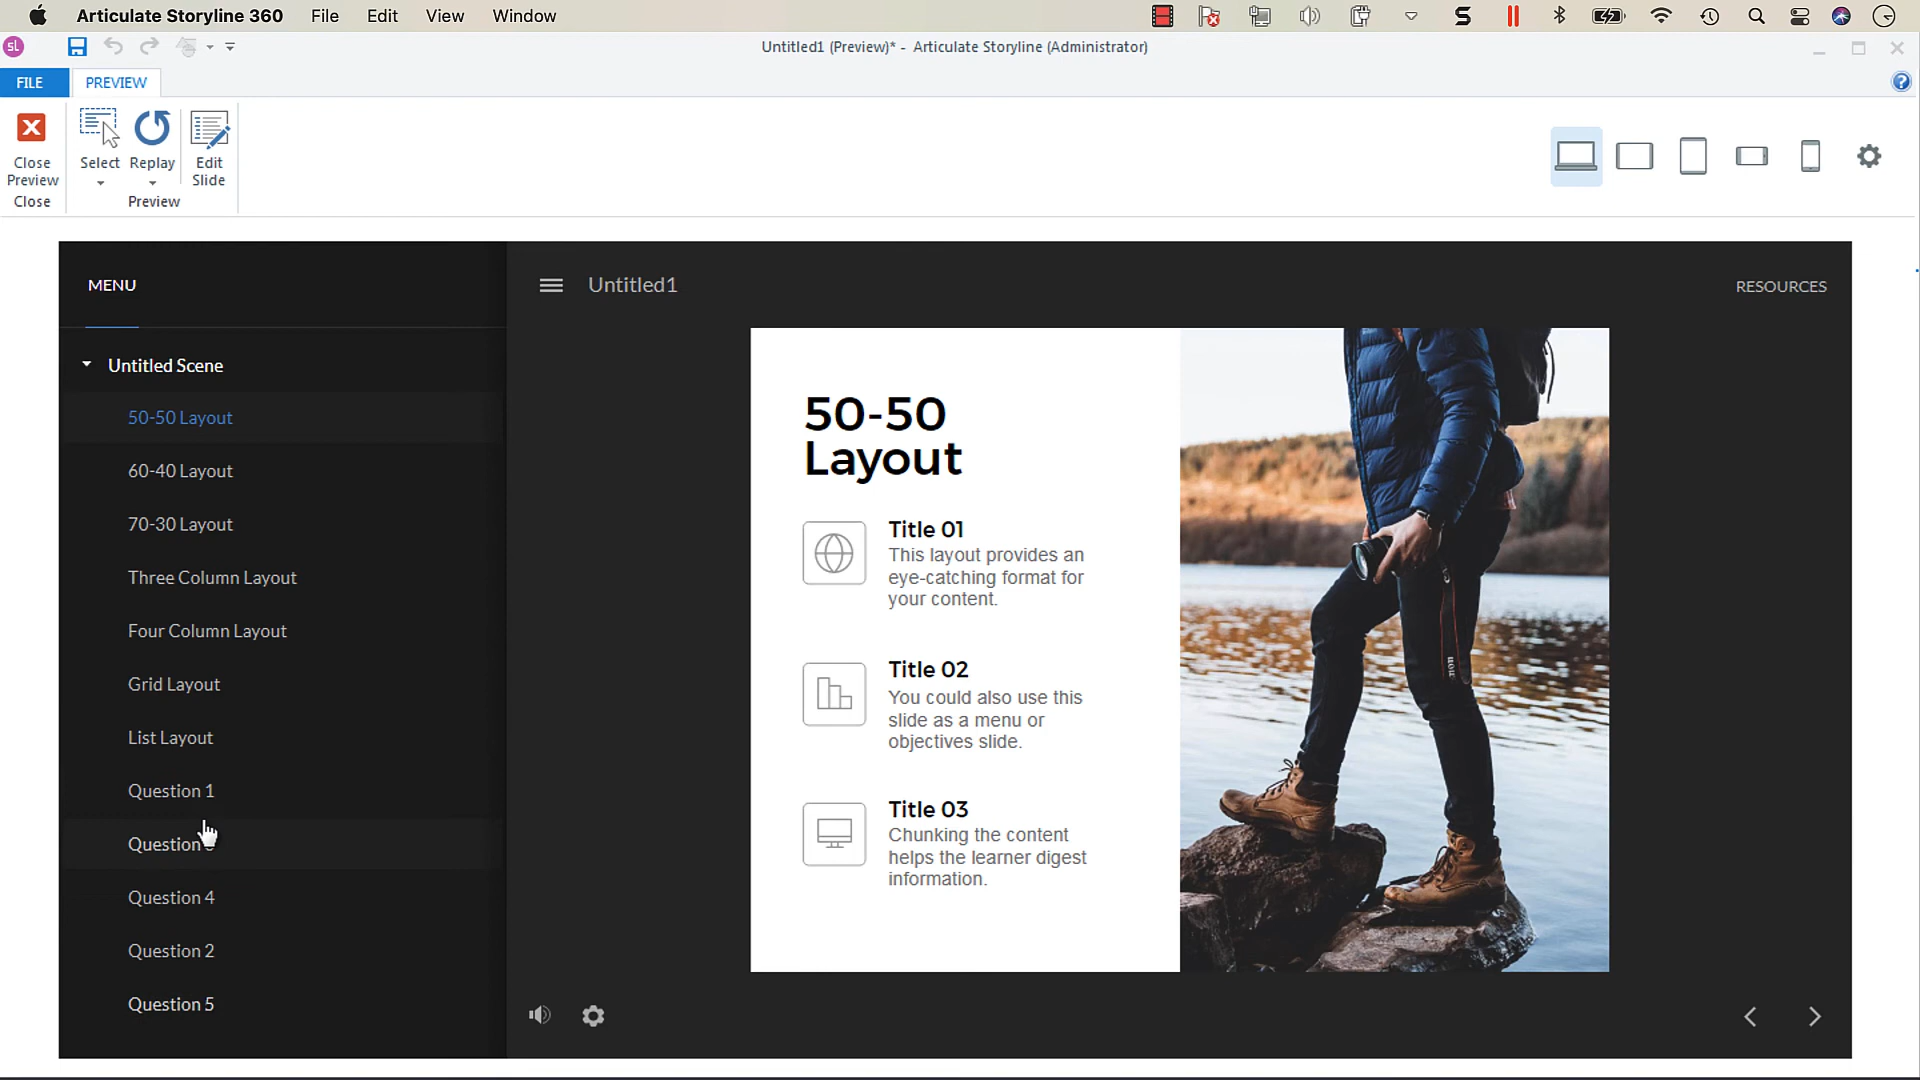 Articulate Storyline 360 File Edit View Window
Untitled1 (Preview)* - Articulate Storyline (Administrator)
FILE PREVIEW
Close Preview
Select
Replay
Edit Slide
Close
Preview
MENU
Untitled1
RESOURCES
Untitled Scene
50-50 Layout
60-40 Layout
70-30 Layout
Three Column Layout
Four Column Layout
Grid Layout
List Layout
Question 1
Question
Question 4
Question 2
Question 5
50-50
Layout
Title 01
This layout provides an
eye-catching format for
your content.
Title 02
You could also use this
slide as a menu or
objectives slide.
Title 03
Chunking the content
helps the learner digest
information.